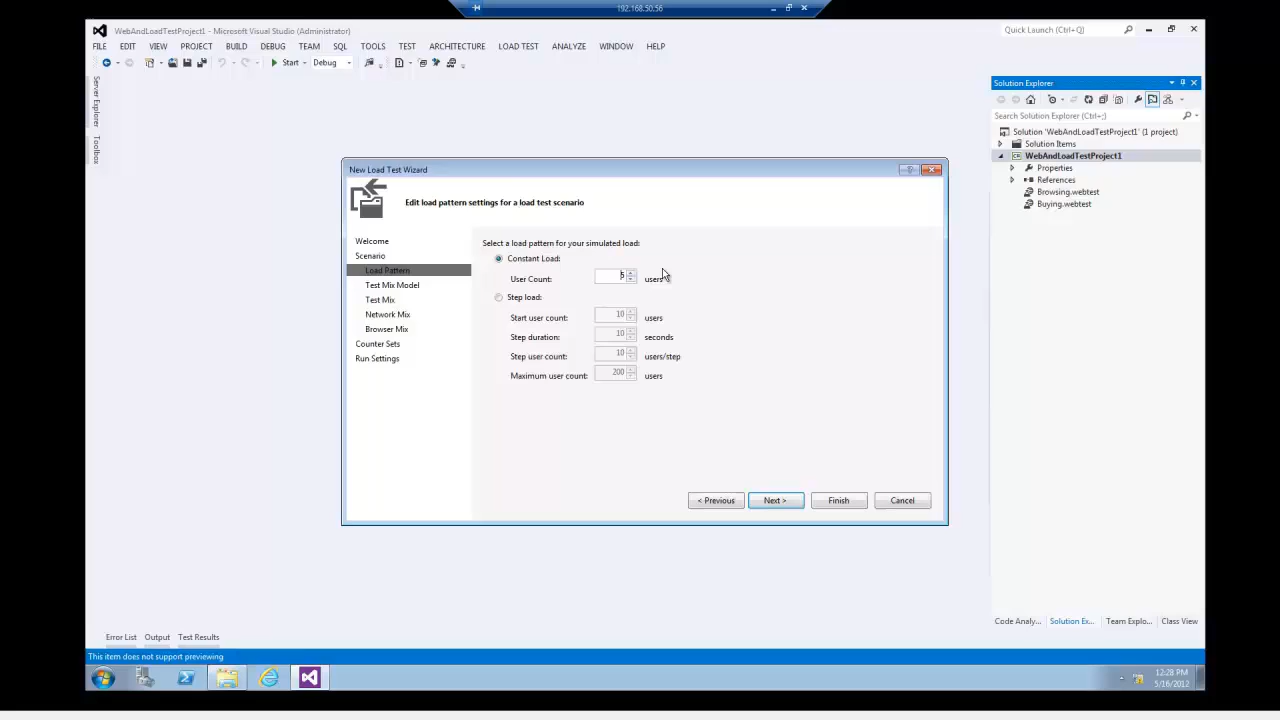 192.168.50.56
WebAndLoadTestProject1 - Microsoft Visual Studio (Administrator)
Quick Launch (Ctrl+Q)
FILE EDIT VIEW PROJECT BUILD DEBUG TEAM SQL TOOLS TEST ARCHITECTURE LOAD TEST ANALYZE WINDOW HELP
Start Debug
Server Explorer
Toolbox
Solution Explorer
Search Solution Explorer (Ctrl+;)
Solution 'WebAndLoadTestProject1' (1 project)
Solution Items
WebAndLoadTestProject1
Properties
References
Browsing.webtest
Buying.webtest
New Load Test Wizard
Edit load pattern settings for a load test scenario
Welcome
Scenario
Load Pattern
Test Mix Model
Test Mix
Network Mix
Browser Mix
Counter Sets
Run Settings
Select a load pattern for your simulated load:
Constant Load:
User Count: 5 users
Step load:
Start user count: 10 users
Step duration: 10 seconds
Step user count: 10 users/step
Maximum user count: 200 users
< Previous Next > Finish Cancel
Code Analy... Solution Ex... Team Explo... Class View
Error List Output Test Results
This item does not support previewing
12:28 PM
5/16/2012